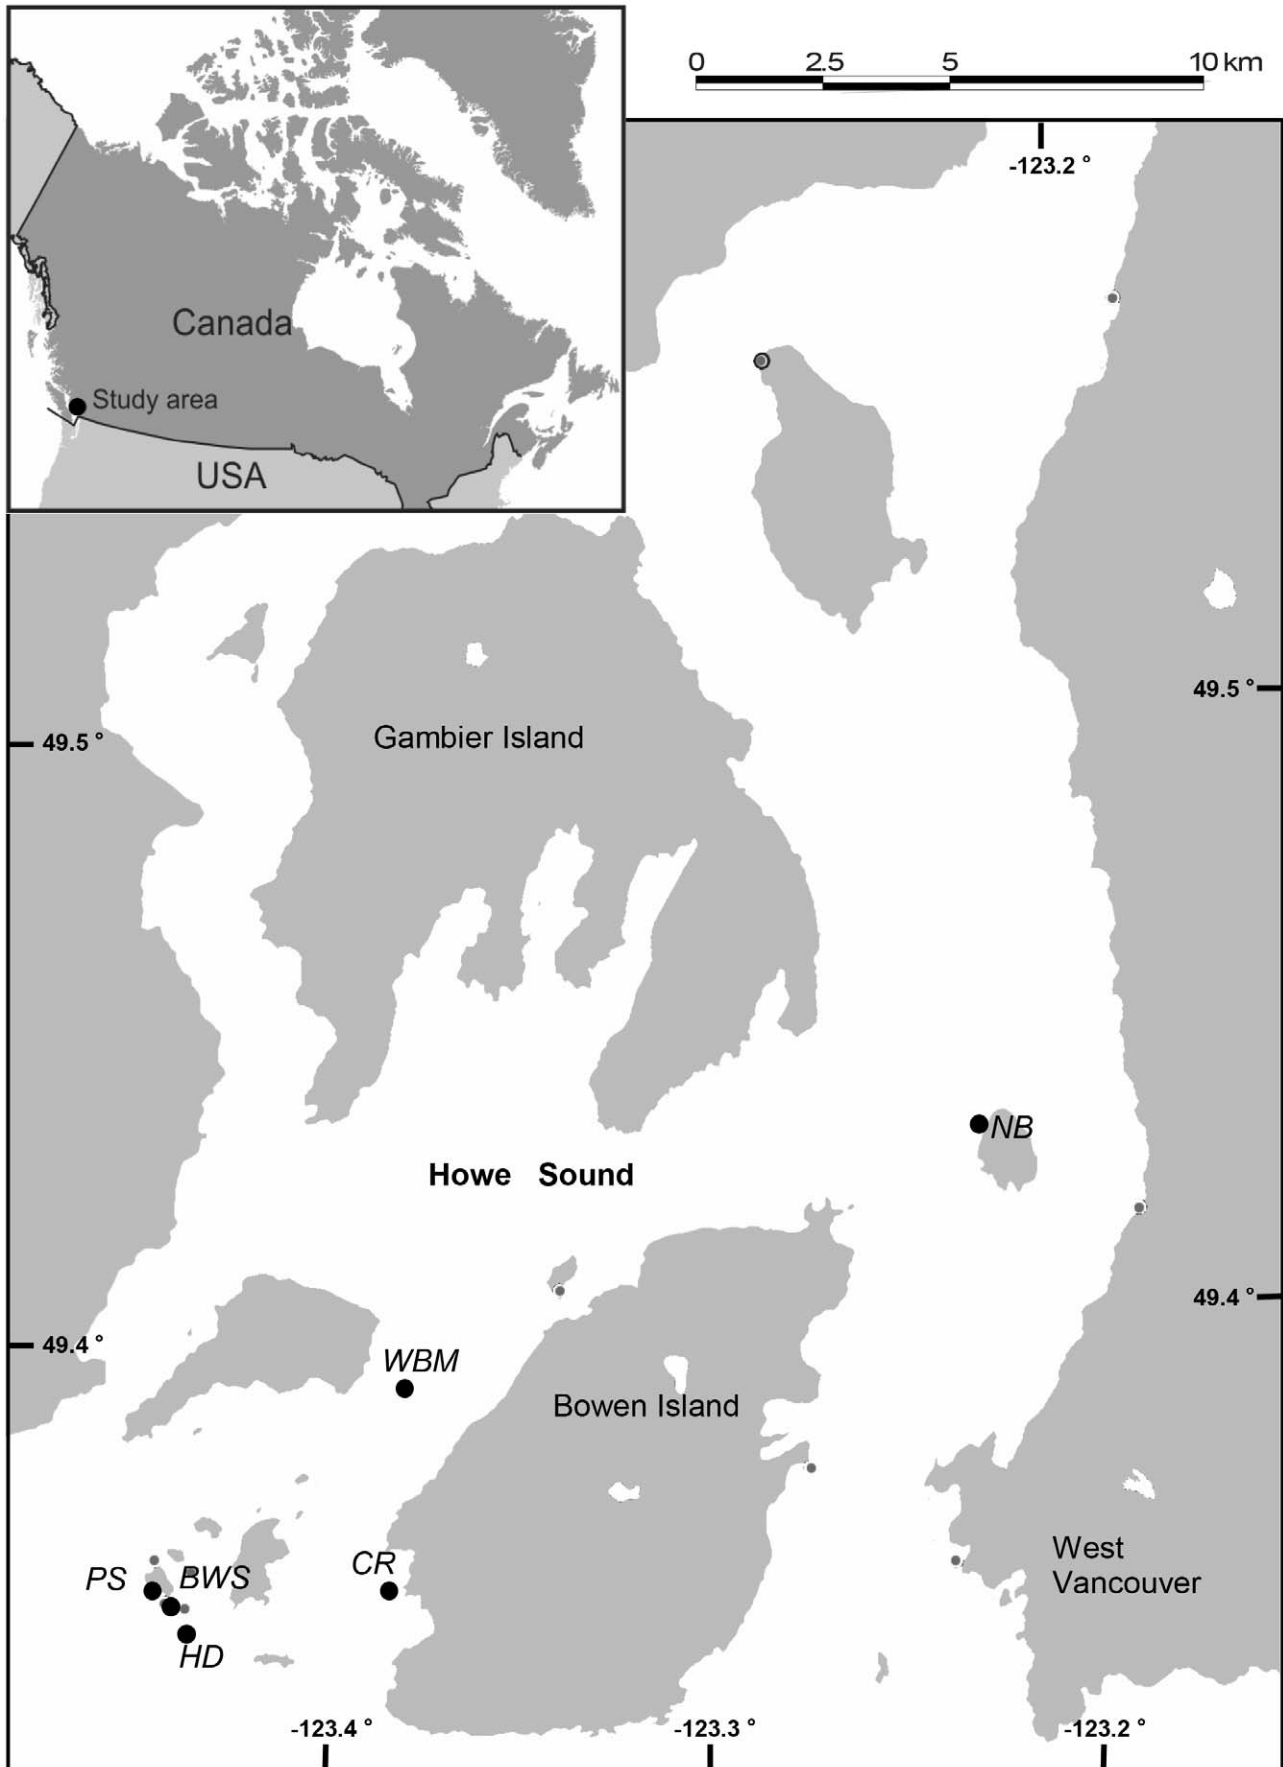 0 2.5 5 10 km
-123.2 °
Canada
Study area
USA
49.5 °
Gambier Island
49.5 °
NB
Howe Sound
49.4 °
49.4 °
WBM
Bowen Island
West
Vancouver
CR
PS BWS
HD
-123.4 ° -123.3 ° -123.2 °